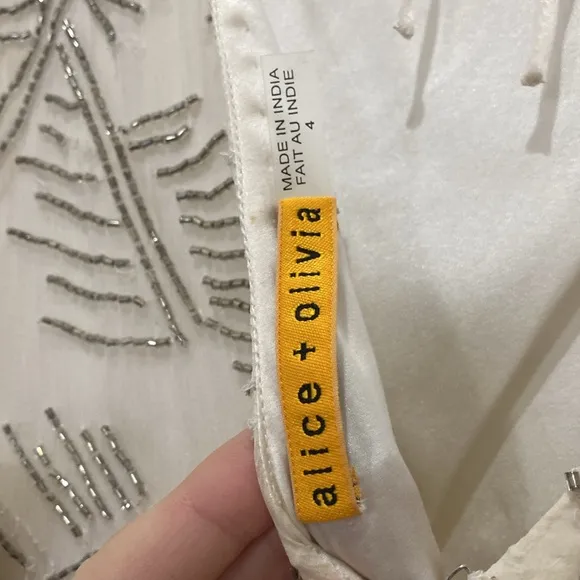 MADE IN INDIA
FAIT AU INDIE
4
alice + olivia